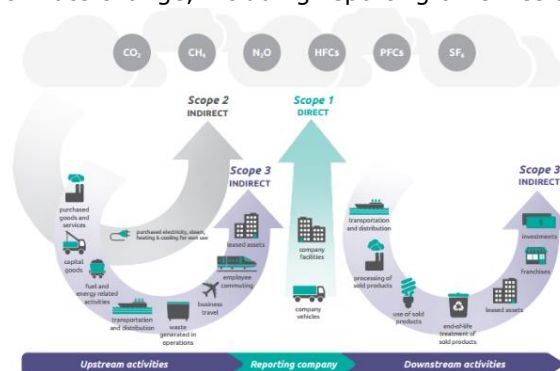 CO₂
CH₄
N₂O
HFCs
PFCs
SF₆
Scope 2
INDIRECT
Scope 1
DIRECT
Scope 3
INDIRECT
Scope 3
INDIRECT
purchased
goods and
services
capital
goods
fuel and
energy related
activities
transportation
and distribution
waste
generated in
operations
business
travel
employee
commuting
leased assets
purchased electricity, steam,
heating & cooling for own use
company
facilities
company
vehicles
transportation
and distribution
processing of
sold products
use of sold
products
end-of-life
treatment of
sold products
leased assets
franchises
investments
Upstream activities
Reporting company
Downstream activities